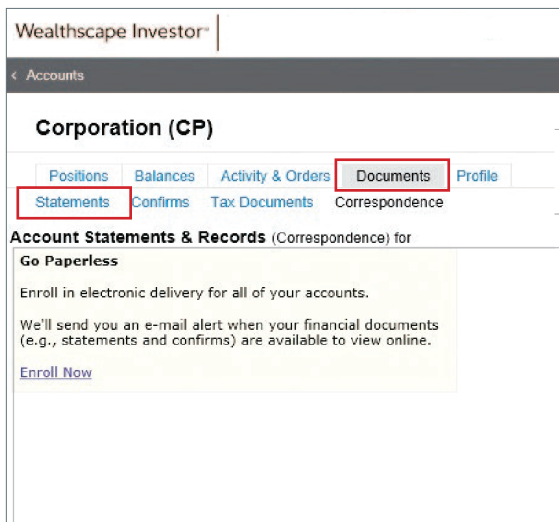 Wealthscape Investor℠
< Accounts
Corporation (CP)
Positions Balances Activity & Orders Documents Profile
Statements Confirms Tax Documents Correspondence
Account Statements & Records (Correspondence) for
Go Paperless
Enroll in electronic delivery for all of your accounts.
We'll send you an e-mail alert when your financial documents
(e.g., statements and confirms) are available to view online.
Enroll Now